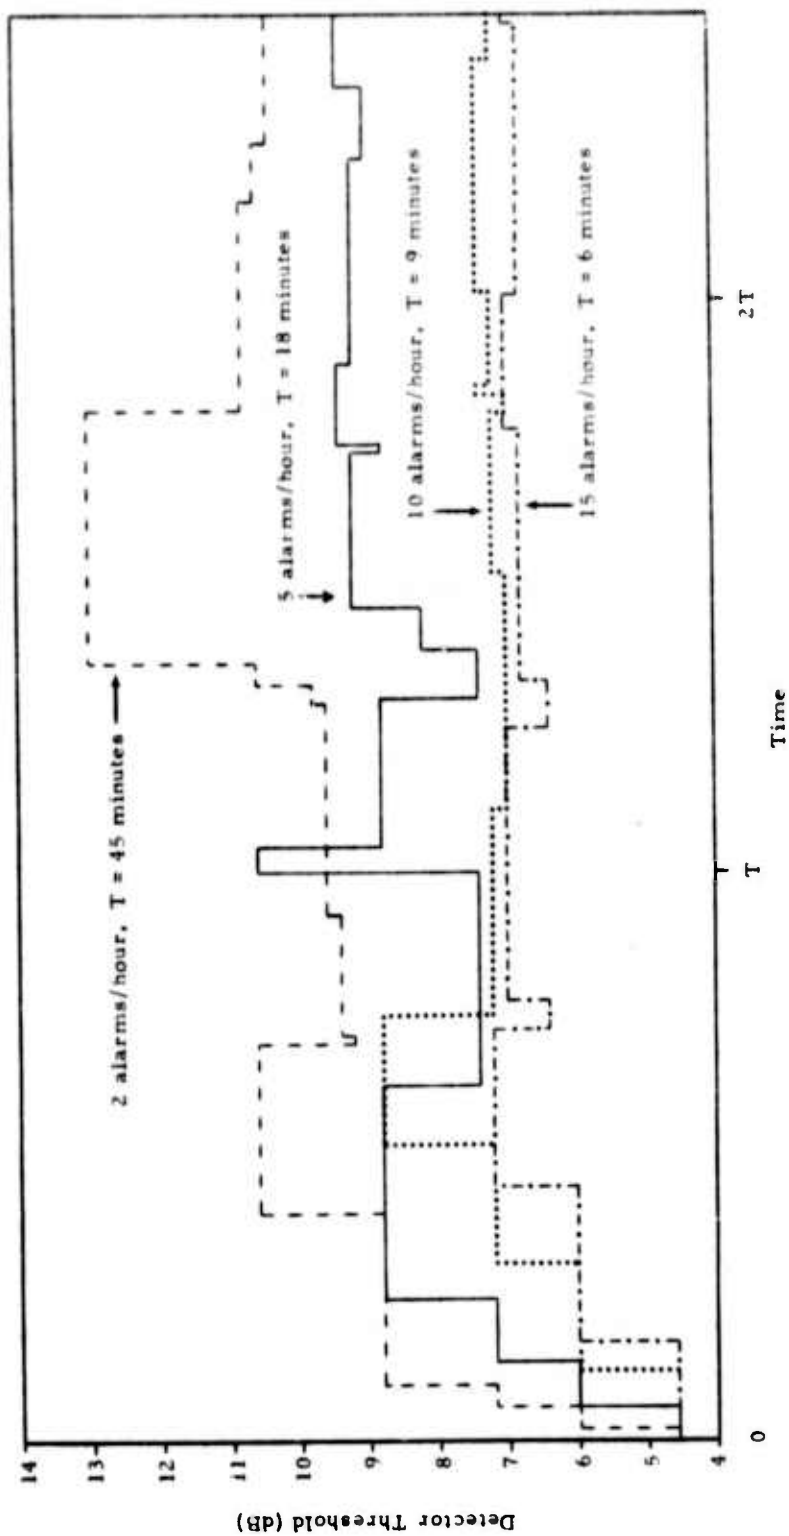 Detector Threshold (dB)
14
13
12
11
10
9
8
7
6
5
4
2 alarms/hour, T = 45 minutes
5 alarms/hour, T = 18 minutes
10 alarms/hour, T = 9 minutes
15 alarms/hour, T = 6 minutes
0
T
2T
Time